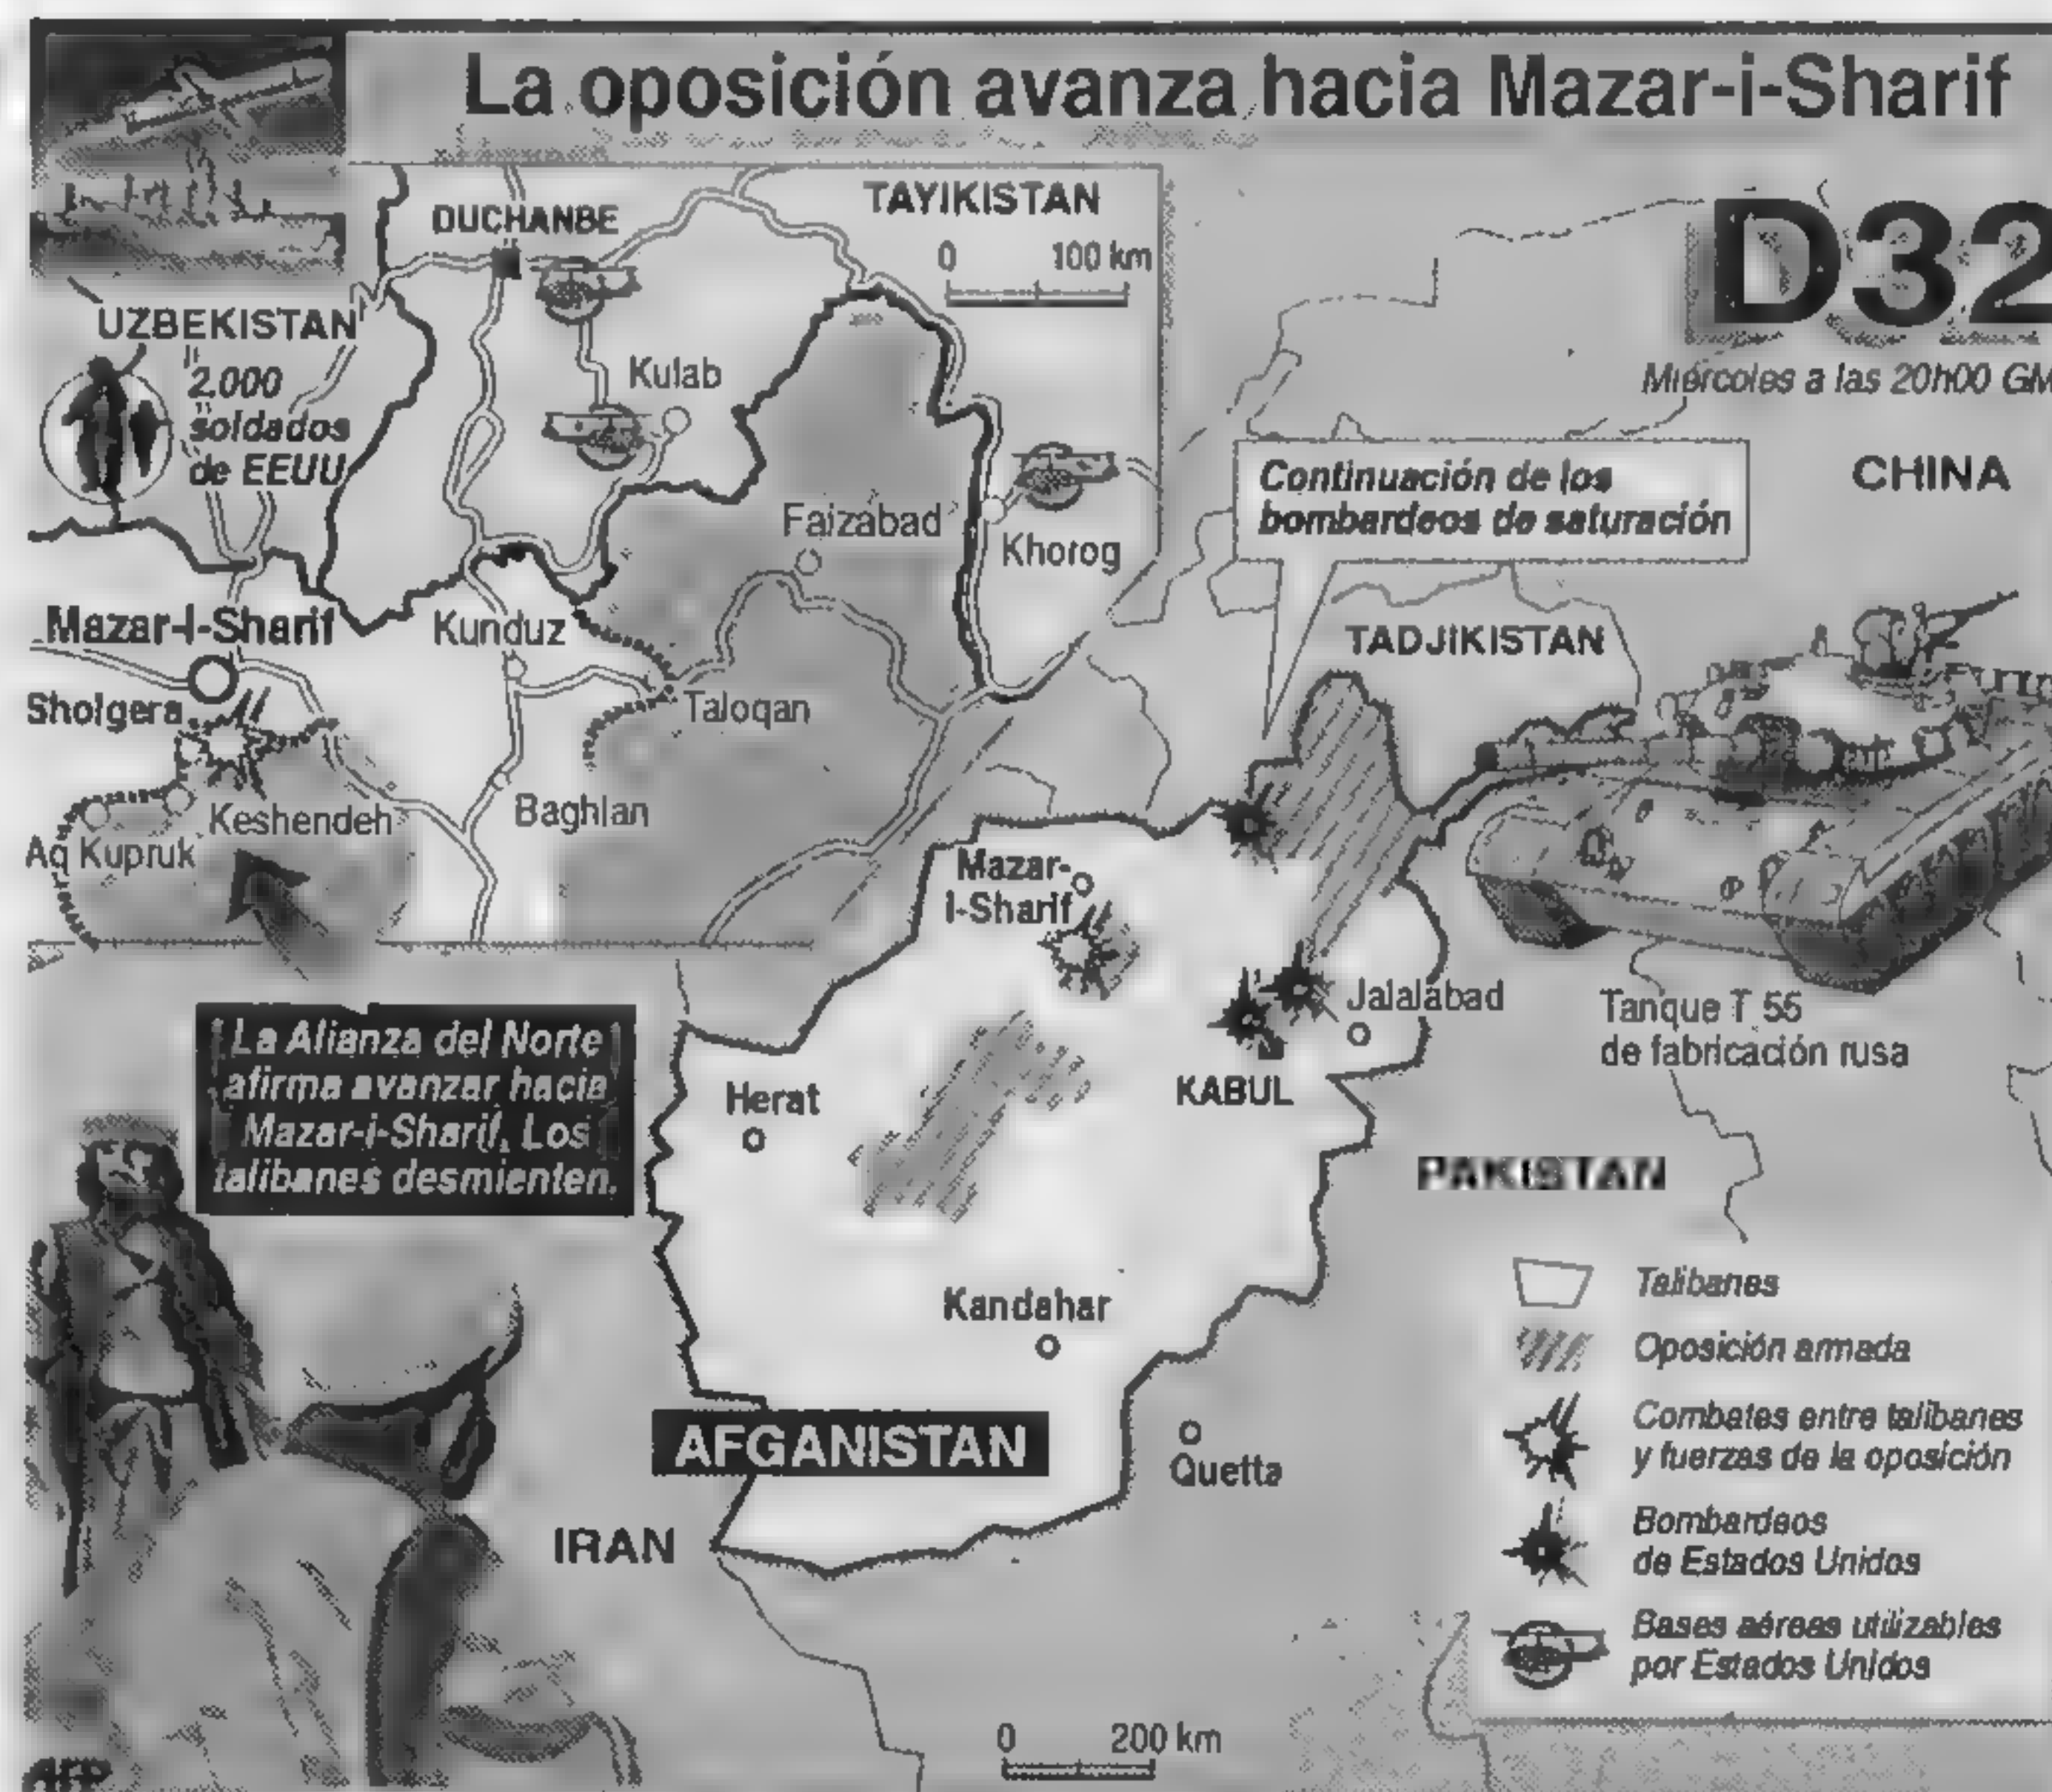 La oposición avanza hacia Mazar-i-Sharif
TAYIKISTAN
DUCHANBE
0 100 km
D32
Miércoles a las 20h00 GM
UZBEKISTAN
2.000
soldados
de EEUU
Kulab
Continuación de los
bombardeos de saturación
CHINA
Faizabad
Khorog
Mazar-i-Sharif
Kunduz
TADJIKISTAN
Sholgera
Taloqan
Keshendeh
Baghlan
Aq Kupruk
Mazar-
i-Sharif
Jalalabad
Tanque T 55
de fabricación rusa
La Alianza del Norte
afirma avanzar hacia
Mazar-i-Sharif. Los
talibanes desmienten.
Herat
KABUL
PAKISTAN
Kandahar
Talibanes
Oposición armada
Combates entre talibanes
y fuerzas de la oposición
AFGANISTAN
Quetta
Bombardeos
de Estados Unidos
IRAN
Bases aéreas utilizables
por Estados Unidos
0 200 km
AFP